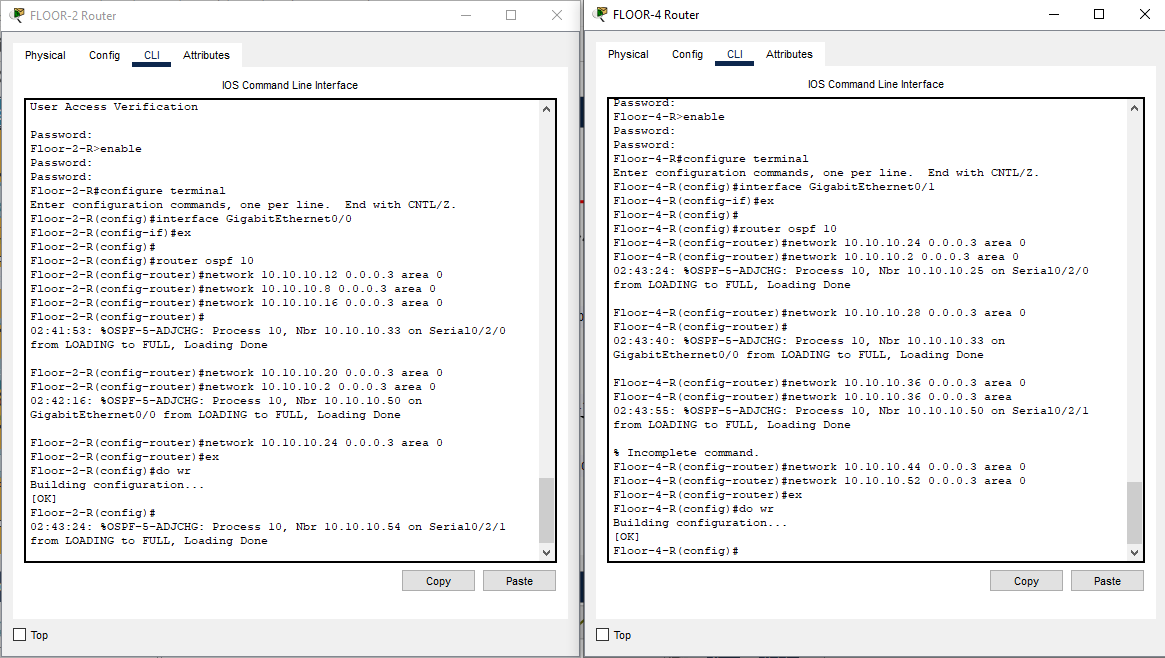 FLOOR-2 Router
Physical Config CLI Attributes
IOS Command Line Interface
User Access Verification
Password:
Floor-2-R>enable
Password:
Password:
Floor-2-R#configure terminal
Enter configuration commands, one per line.  End with CNTL/Z.
Floor-2-R(config)#interface GigabitEthernet0/0
Floor-2-R(config-if)#ex
Floor-2-R(config)#
Floor-2-R(config)#router ospf 10
Floor-2-R(config-router)#network 10.10.10.12 0.0.0.3 area 0
Floor-2-R(config-router)#network 10.10.10.8 0.0.0.3 area 0
Floor-2-R(config-router)#network 10.10.10.16 0.0.0.3 area 0
Floor-2-R(config-router)#
02:41:53: %OSPF-5-ADJCHG: Process 10, Nbr 10.10.10.33 on Serial0/2/0
from LOADING to FULL, Loading Done
Floor-2-R(config-router)#network 10.10.10.20 0.0.0.3 area 0
Floor-2-R(config-router)#network 10.10.10.2 0.0.0.3 area 0
02:42:16: %OSPF-5-ADJCHG: Process 10, Nbr 10.10.10.50 on
GigabitEthernet0/0 from LOADING to FULL, Loading Done
Floor-2-R(config-router)#network 10.10.10.24 0.0.0.3 area 0
Floor-2-R(config-router)#ex
Floor-2-R(config)#do wr
Building configuration...
[OK]
Floor-2-R(config)#
02:43:24: %OSPF-5-ADJCHG: Process 10, Nbr 10.10.10.54 on Serial0/2/1
from LOADING to FULL, Loading Done
Copy Paste
Top
FLOOR-4 Router
Physical Config CLI Attributes
IOS Command Line Interface
Password:
Floor-4-R>enable
Password:
Password:
Floor-4-R#configure terminal
Enter configuration commands, one per line.  End with CNTL/Z.
Floor-4-R(config)#interface GigabitEthernet0/1
Floor-4-R(config-if)#ex
Floor-4-R(config)#
Floor-4-R(config)#router ospf 10
Floor-4-R(config-router)#network 10.10.10.24 0.0.0.3 area 0
Floor-4-R(config-router)#network 10.10.10.2 0.0.0.3 area 0
02:43:24: %OSPF-5-ADJCHG: Process 10, Nbr 10.10.10.25 on Serial0/2/0
from LOADING to FULL, Loading Done
Floor-4-R(config-router)#network 10.10.10.28 0.0.0.3 area 0
Floor-4-R(config-router)#
02:43:40: %OSPF-5-ADJCHG: Process 10, Nbr 10.10.10.33 on
GigabitEthernet0/0 from LOADING to FULL, Loading Done
Floor-4-R(config-router)#network 10.10.10.36 0.0.0.3 area 0
Floor-4-R(config-router)#network 10.10.10.36 0.0.0.3 area
02:43:55: %OSPF-5-ADJCHG: Process 10, Nbr 10.10.10.50 on Serial0/2/1
from LOADING to FULL, Loading Done
% Incomplete command.
Floor-4-R(config-router)#network 10.10.10.44 0.0.0.3 area 0
Floor-4-R(config-router)#network 10.10.10.52 0.0.0.3 area 0
Floor-4-R(config-router)#ex
Floor-4-R(config)#do wr
Building configuration...
[OK]
Floor-4-R(config)#
Copy Paste
Top